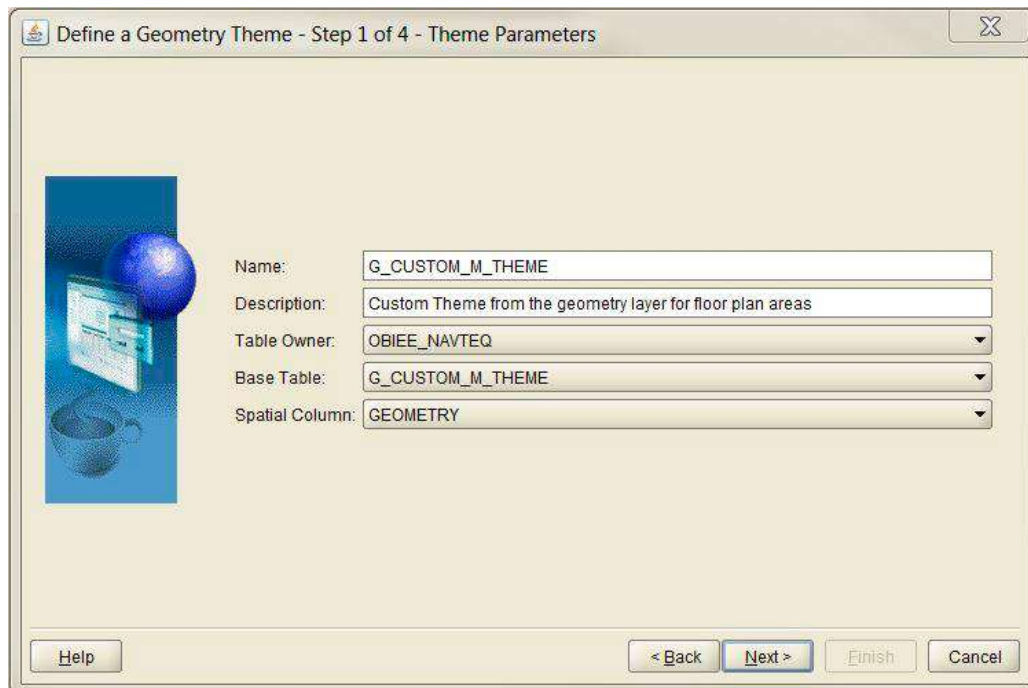 Define a Geometry Theme - Step 1 of 4 - Theme Parameters
Name: G_CUSTOM_M_THEME
Description: Custom Theme from the geometry layer for floor plan areas
Table Owner: OBIEE_NAVTEQ
Base Table: G_CUSTOM_M_THEME
Spatial Column: GEOMETRY
Help < Back Next > Finish Cancel